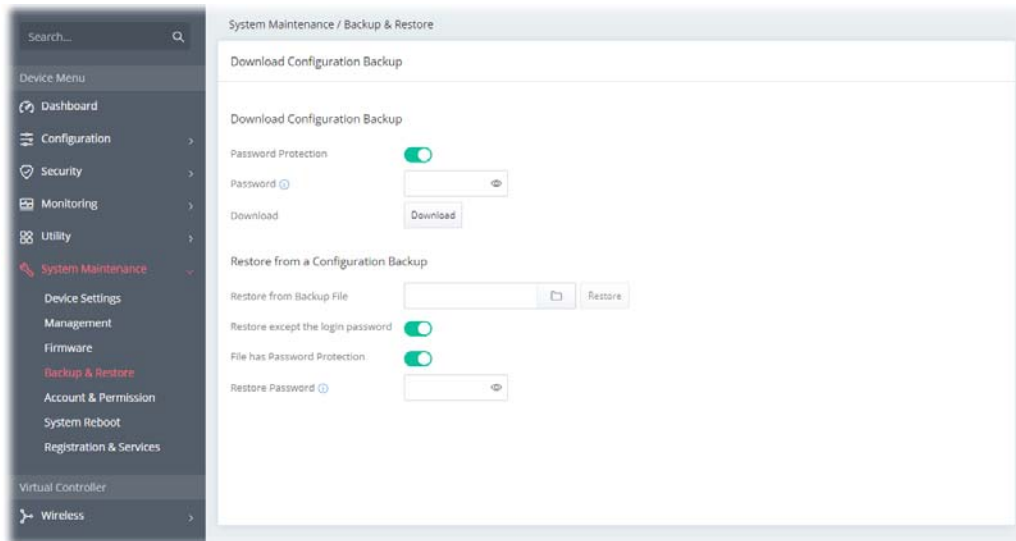 Search...
Device Menu
Dashboard
Configuration
Security
Monitoring
Utility
System Maintenance
Device Settings
Management
Firmware
Backup & Restore
Account & Permission
System Reboot
Registration & Services
Virtual Controller
Wireless
System Maintenance / Backup & Restore
Download Configuration Backup
Download Configuration Backup
Password Protection
Password
Download Download
Restore from a Configuration Backup
Restore from Backup File Restore
Restore except the login password
File has Password Protection
Restore Password